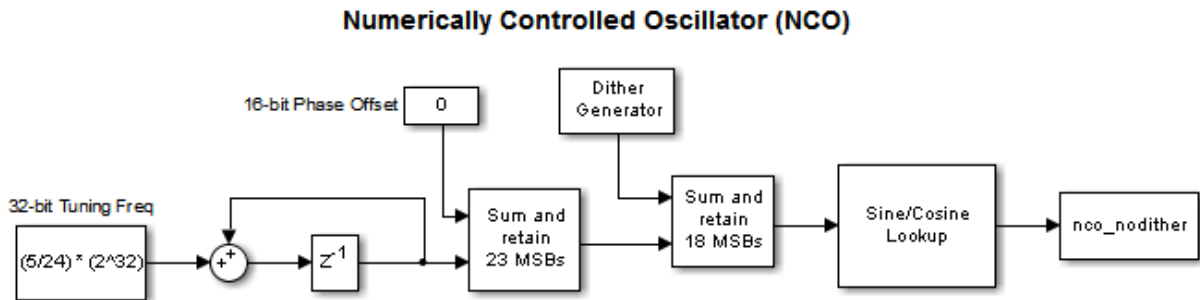 Numerically Controlled Oscillator (NCO)
16-bit Phase Offset
0
Dither
Generator
32-bit Tuning Freq
(5/24) * (2^32)
+
+
Z-1
Sum and
retain
23 MSBs
Sum and
retain
18 MSBs
Sine/Cosine
Lookup
nco_nodither